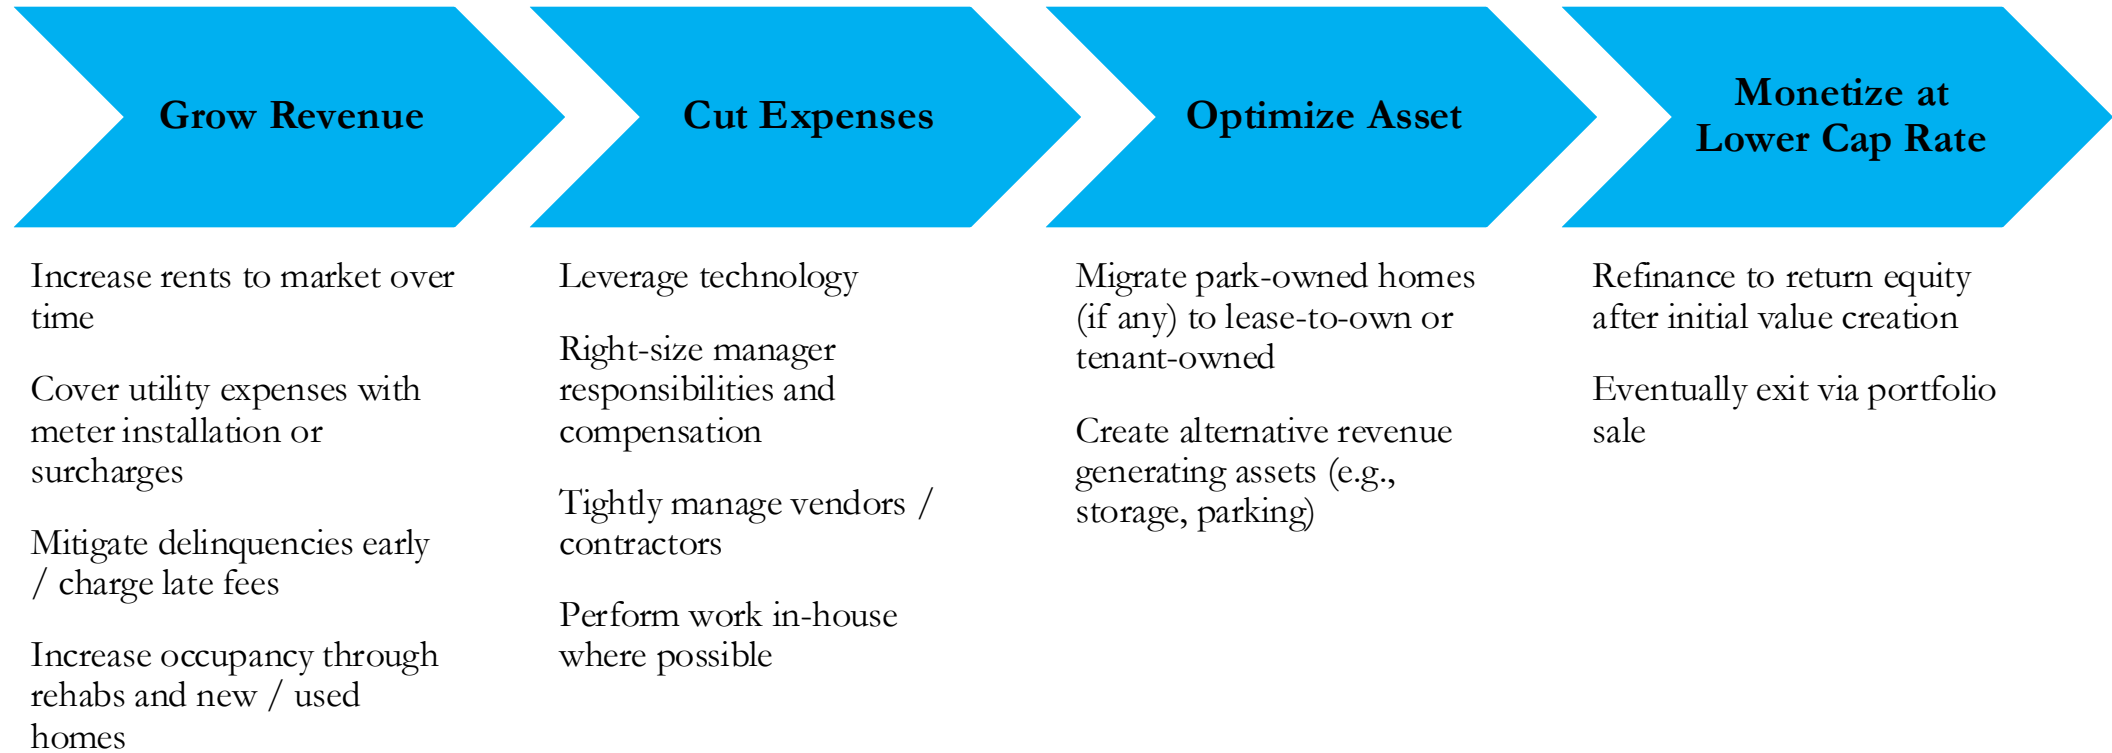 Grow Revenue
Increase rents to market over
time
Cover utility expenses with
meter installation or
surcharges
Mitigate delinquencies early
/ charge late fees
Increase occupancy through
rehabs and new / used
homes
Cut Expenses
Leverage technology
Right-size manager
responsibilities and
compensation
Tightly manage vendors /
contractors
Perform work in-house
where possible
Optimize Asset
Migrate park-owned homes
(if any) to lease-to-own or
tenant-owned
Create alternative revenue
generating assets (e.g.,
storage, parking)
Monetize at
Lower Cap Rate
Refinance to return equity
after initial value creation
Eventually exit via portfolio
sale